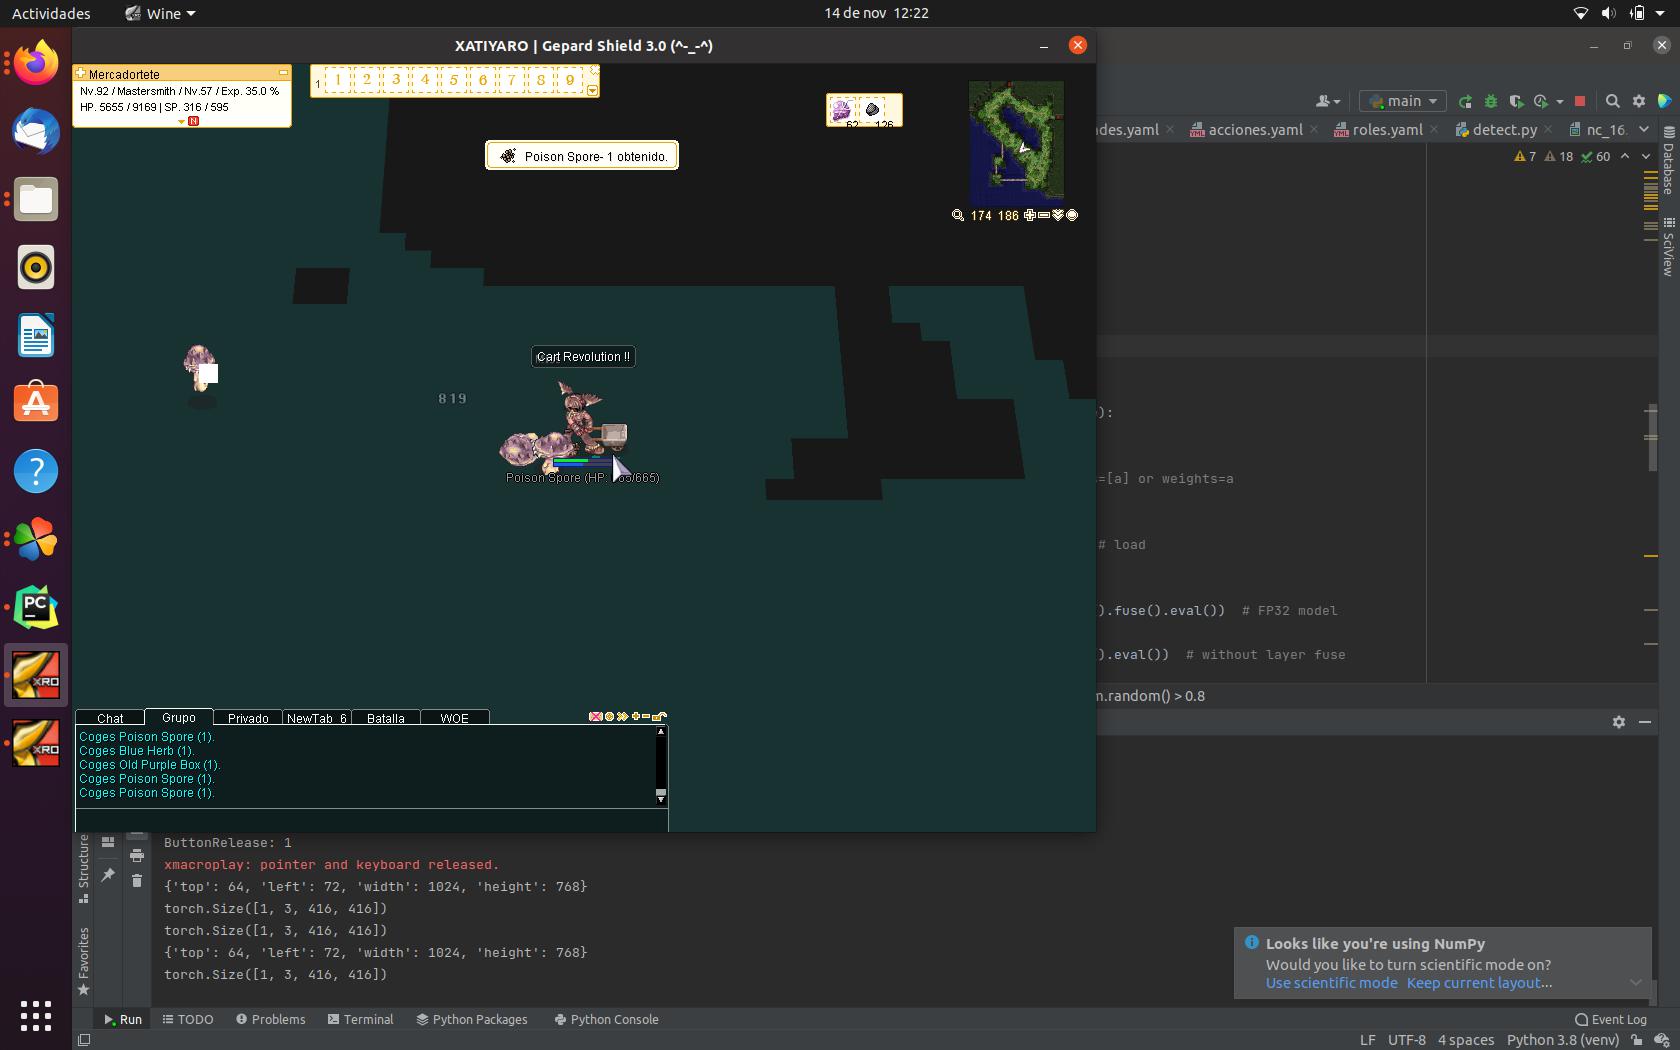 Actividades
Wine
14 de nov 12:22
XATIYARO | Gepard Shield 3.0 (^-_-^)
Mercadortete
Nv.92 / Mastersmith / Nv.57 / Exp. 35.0 %
HP. 5655 / 9169 | SP. 316 / 595
N
1 1 2 3 4 5 6 7 8 9
62 126
Poison Spore- 1 obtenido.
174 186
Cart Revolution !!
819
Poison Spore (HP:
/665)
Chat Grupo Privado NewTab_6 Batalla WOE
Coges Poison Spore (1).
Coges Blue Herb (1).
Coges Old Purple Box (1).
Coges Poison Spore (1).
Coges Poison Spore (1).
main
des.yaml acciones.yaml roles.yaml detect.py nc_16.
7 18 60
Database
SciView
):
=[a] or weights=a
# load
).fuse().eval()) # FP32 model
).eval()) # without layer fuse
m.random() > 0.8
ButtonRelease: 1
xmacroplay: pointer and keyboard released.
{'top': 64, 'left': 72, 'width': 1024, 'height': 768}
torch.Size([1, 3, 416, 416])
torch.Size([1, 3, 416, 416])
{'top': 64, 'left': 72, 'width': 1024, 'height': 768}
torch.Size([1, 3, 416, 416])
Structure
Favorites
Looks like you're using NumPy
Would you like to turn scientific mode on?
Use scientific mode Keep current layout...
Run TODO Problems Terminal Python Packages Python Console
Event Log
LF UTF-8 4 spaces Python 3.8 (venv)
PC
XRO
XRO